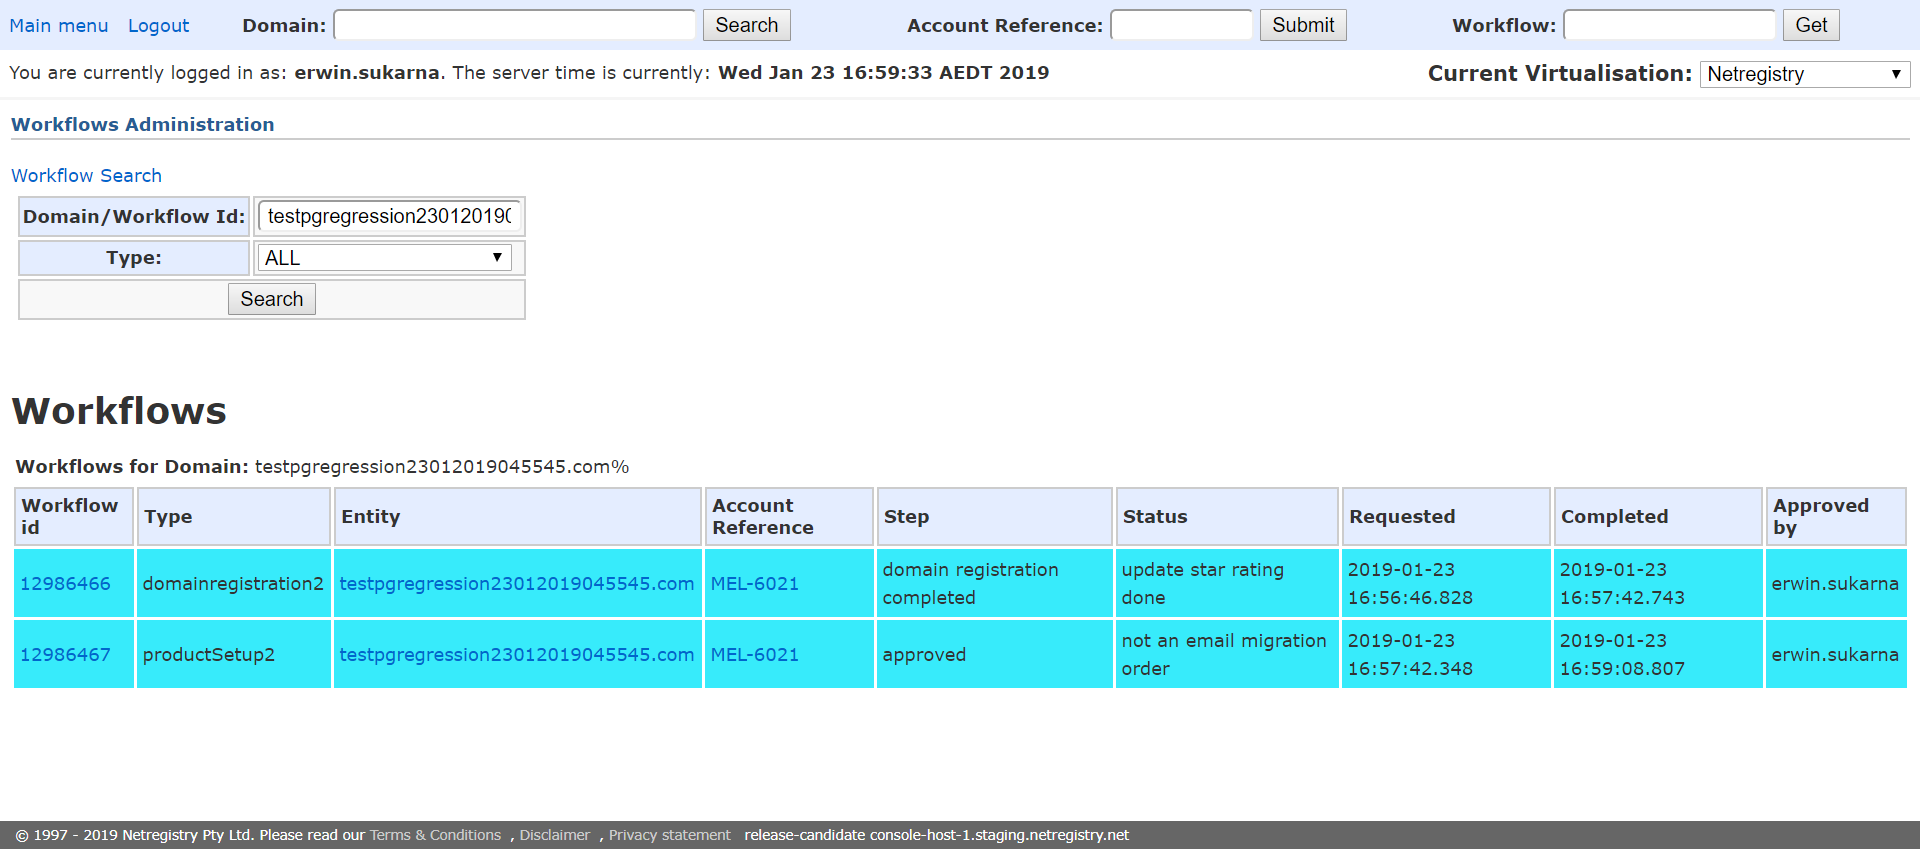 Main menu Logout Domain: Search Account Reference: Submit Workflow: Get
You are currently logged in as: erwin.sukarna. The server time is currently: Wed Jan 23 16:59:33 AEDT 2019 Current Virtualisation: Netregistry
Workflows Administration
Workflow Search
Domain/Workflow Id: testpgregression230120190
Type: ALL
Search
Workflows
Workflows for Domain: testpgregression23012019045545.com%
Workflow id Type Entity Account Reference Step Status Requested Completed Approved by
12986466 domainregistration2 testpgregression23012019045545.com MEL-6021 domain registration completed update star rating done 2019-01-23 16:56:46.828 2019-01-23 16:57:42.743 erwin.sukarna
12986467 productSetup2 testpgregression23012019045545.com MEL-6021 approved not an email migration order 2019-01-23 16:57:42.348 2019-01-23 16:59:08.807 erwin.sukarna
© 1997 - 2019 Netregistry Pty Ltd. Please read our Terms & Conditions , Disclaimer , Privacy statement release-candidate console-host-1.staging.netregistry.net